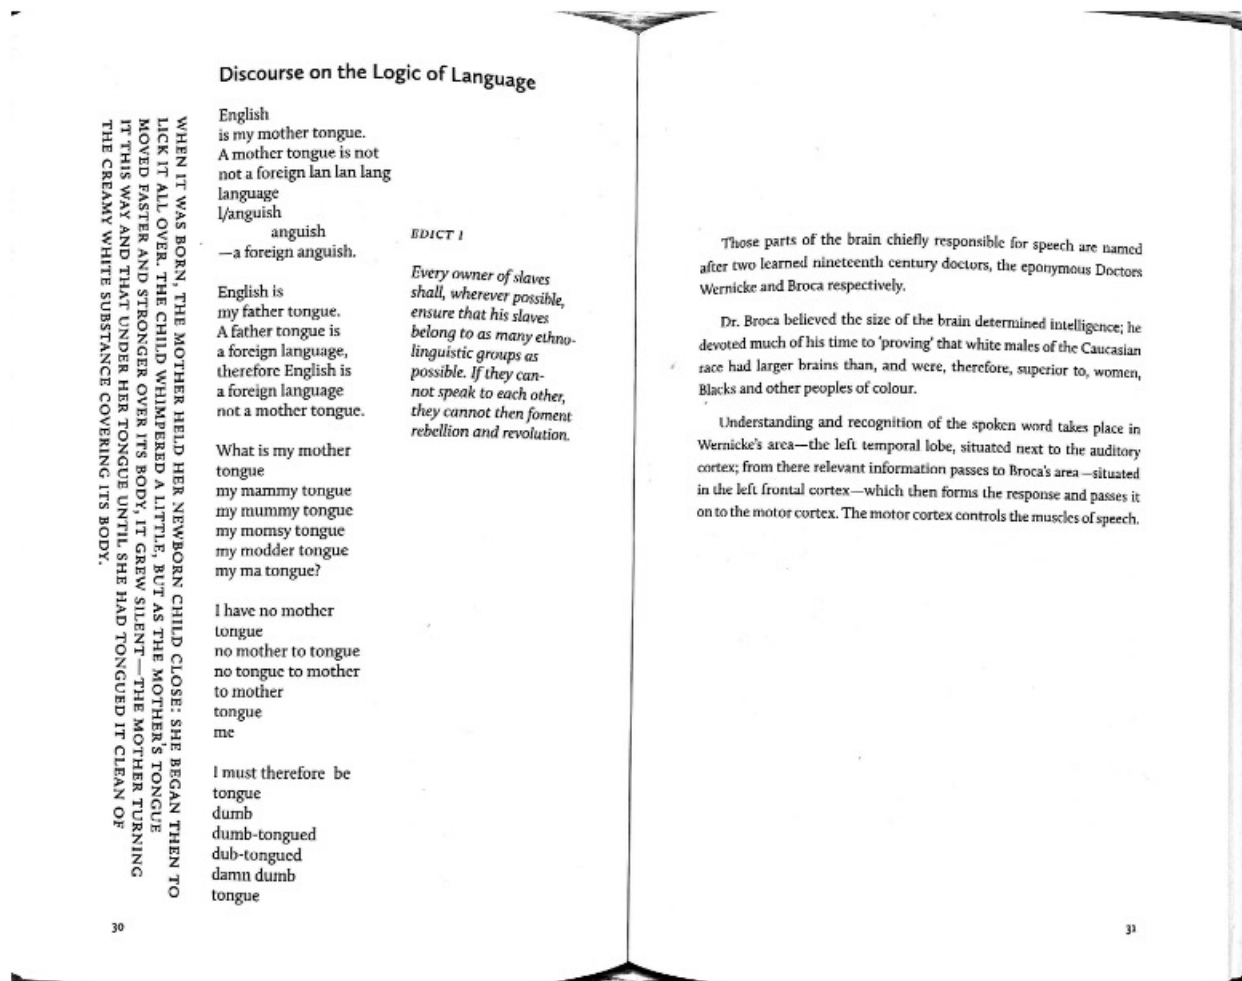 Discourse on the Logic of Language
WHEN IT WAS BORN, THE MOTHER HELD HER NEWBORN CHILD CLOSE: SHE BEGAN THEN TO
LICK IT ALL OVER. THE CHILD WHIMPERED A LITTLE, BUT AS THE MOTHER'S TONGUE
MOVED FASTER AND STRONGER OVER ITS BODY, IT GREW SILENT—THE MOTHER TURNING
IT THIS WAY AND THAT UNDER HER TONGUE UNTIL SHE HAD TONGUED IT CLEAN OF
THE CREAMY WHITE SUBSTANCE COVERING ITS BODY.
English
is my mother tongue.
A mother tongue is not
not a foreign lan lan lang
language
l/anguish
anguish
—a foreign anguish.
English is
my father tongue.
A father tongue is
a foreign language,
therefore English is
a foreign language
not a mother tongue.
What is my mother
tongue
my mammy tongue
my mummy tongue
my momsy tongue
my modder tongue
my ma tongue?
I have no mother
tongue
no mother to tongue
no tongue to mother
to mother
tongue
me
I must therefore be
tongue
dumb
dumb-tongued
dub-tongued
damn dumb
tongue
EDICT I
Every owner of slaves
shall, wherever possible,
ensure that his slaves
belong to as many ethno-
linguistic groups as
possible. If they can-
not speak to each other,
they cannot then foment
rebellion and revolution.
30
Those parts of the brain chiefly responsible for speech are named
after two learned nineteenth century doctors, the eponymous Doctors
Wernicke and Broca respectively.
Dr. Broca believed the size of the brain determined intelligence; he
devoted much of his time to 'proving' that white males of the Caucasian
race had larger brains than, and were, therefore, superior to, women,
Blacks and other peoples of colour.
Understanding and recognition of the spoken word takes place in
Wernicke's area—the left temporal lobe, situated next to the auditory
cortex; from there relevant information passes to Broca's area—situated
in the left frontal cortex—which then forms the response and passes it
on to the motor cortex. The motor cortex controls the muscles of speech.
31